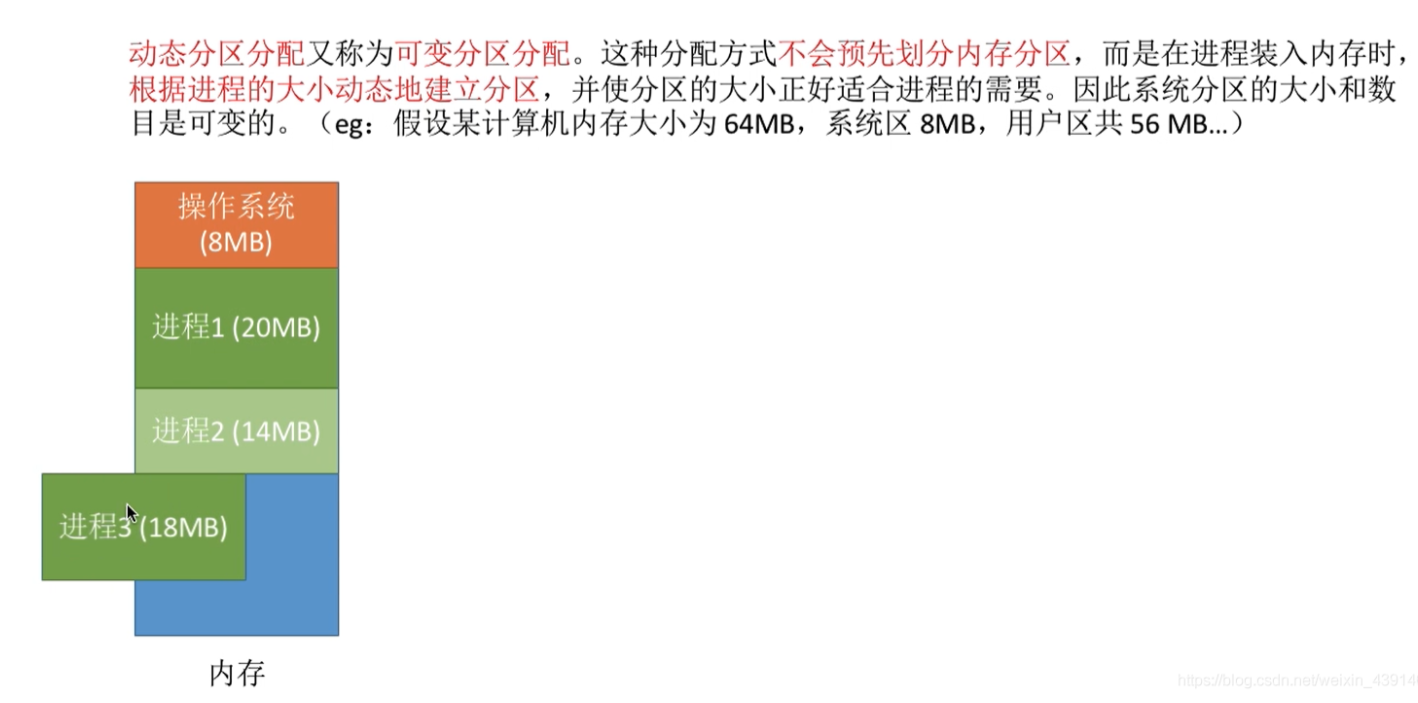 动态分区分配又称为可变分区分配。这种分配方式不会预先划分内存分区，而是在进程装入内存时，
根据进程的大小动态地建立分区，并使分区的大小正好适合进程的需要。因此系统分区的大小和数
目是可变的。（eg：假设某计算机内存大小为 64MB，系统区 8MB，用户区共 56 MB…）
操作系统
(8MB)
进程1 (20MB)
进程2 (14MB)
进程3 (18MB)
内存
https://blog.csdn.net/weixin_43914